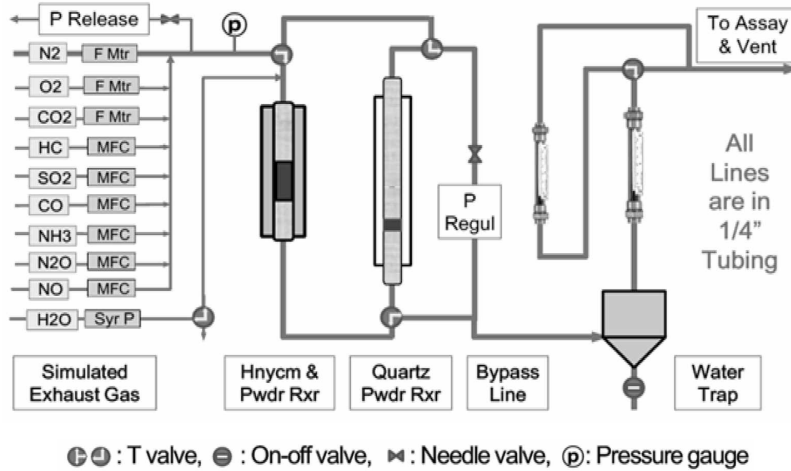 P Release
P
To Assay
& Vent
N2 F Mtr
O2 F Mtr
CO2 F Mtr
HC MFC
SO2 MFC
CO MFC
NH3 MFC
N2O MFC
NO MFC
H2O Syr P
P
Regul
All
Lines
are in
1/4”
Tubing
Simulated
Exhaust Gas
Hnycm &
Pwdr Rxr
Quartz
Pwdr Rxr
Bypass
Line
Water
Trap
: T valve, : On-off valve, : Needle valve, P: Pressure gauge